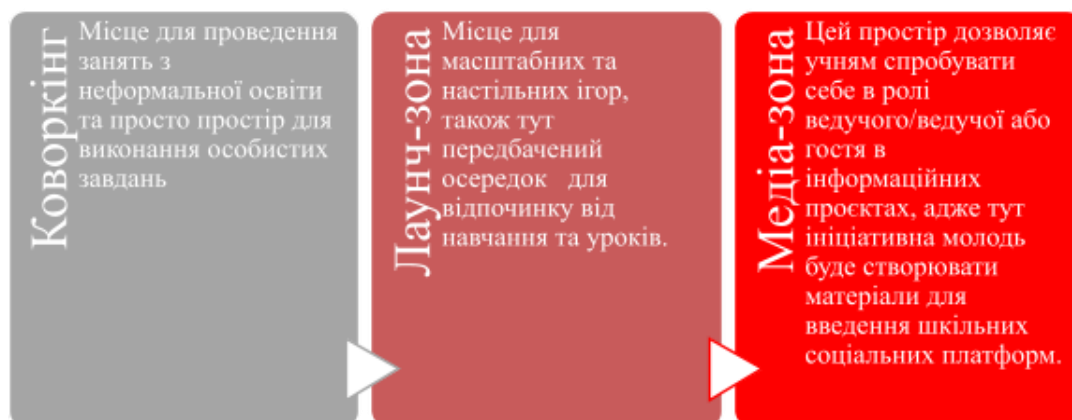 Коворкінг
Місце для проведення
занять з
неформальної освіти
та просто простір для
виконання особистих
завдань
Лаунч-зона
Місце для
масштабних та
настільних ігор,
також тут
передбачений
осередок для
відпочинку від
навчання та уроків.
Медіа-зона
Цей простір дозволяє
учням спробувати
себе в ролі
ведучого/ведучої або
гостя в
інформаційних
проєктах, адже тут
ініціативна молодь
буде створювати
матеріали для
введення шкільних
соціальних платформ.